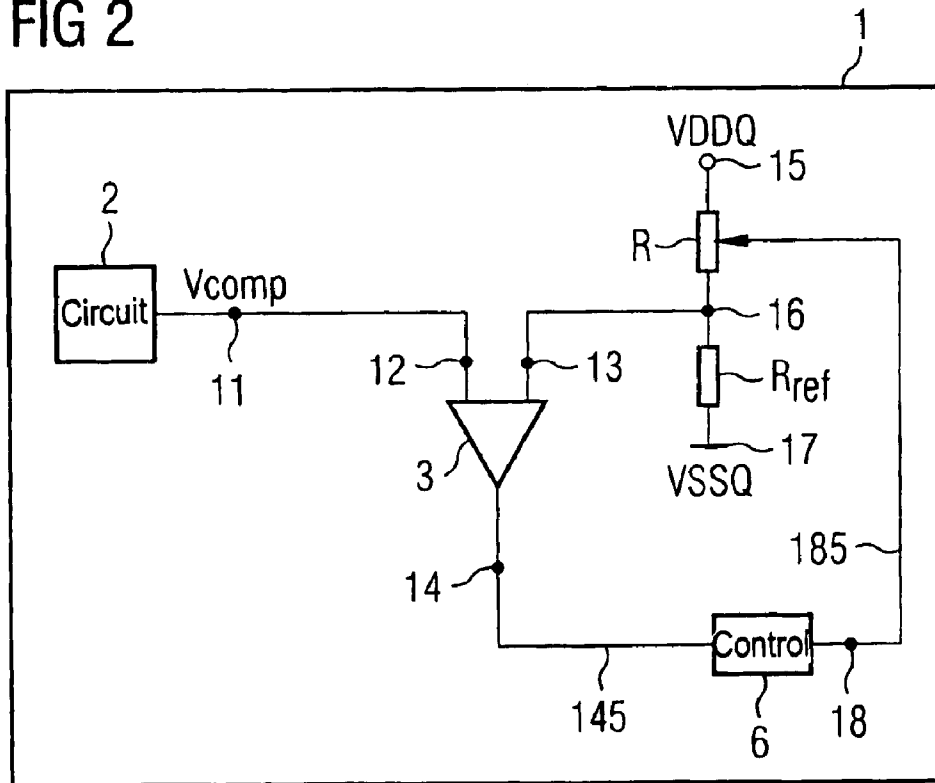 FIG 2
1
VDDQ
15
2
R
Circuit
Vcomp
16
11
12
13
Rref
3
17
VSSQ
14
185
Control
145
6
18